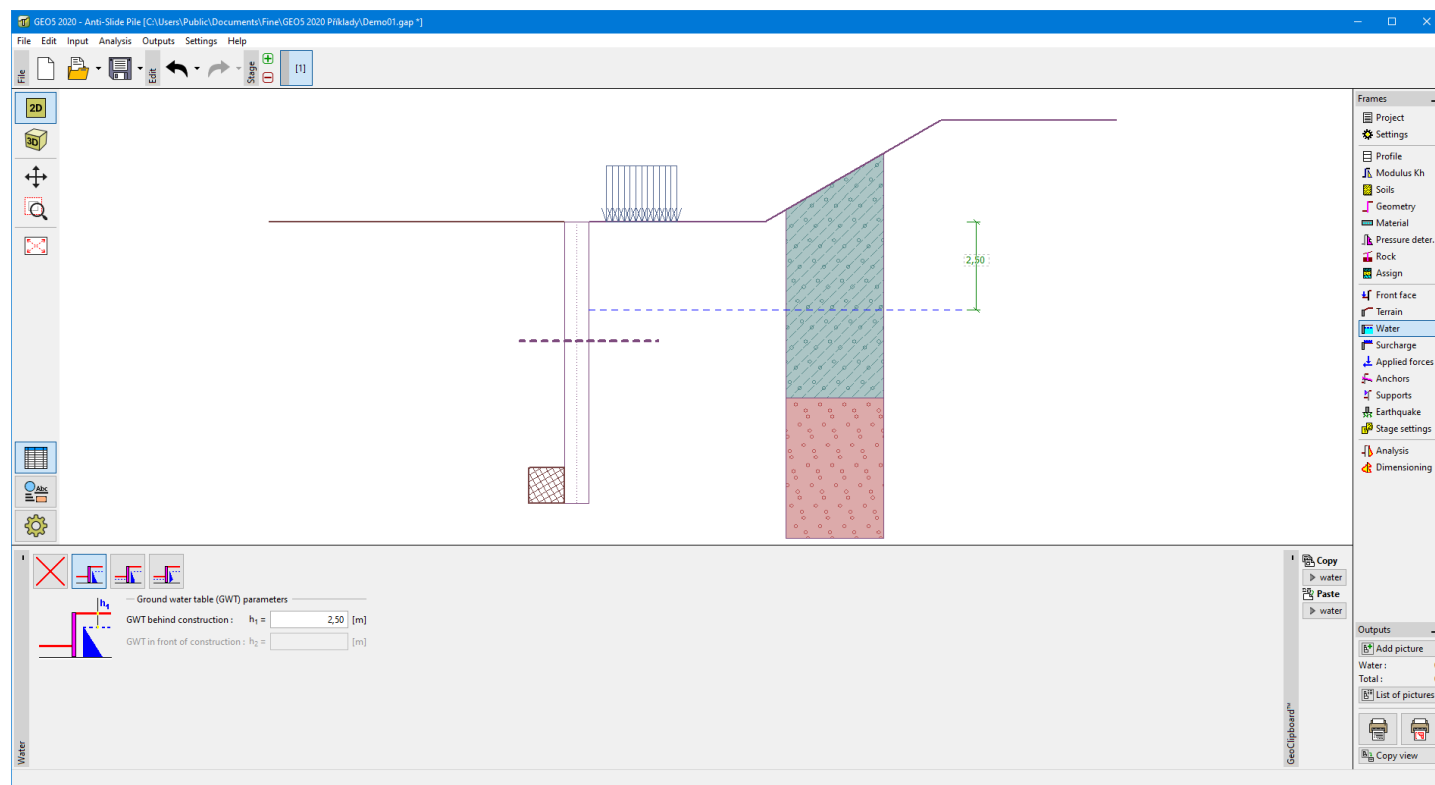 GEO5 2020 - Anti-Slide Pile [C:\Users\Public\Documents\Fine\GEO5 2020 Příklady\Demo01.gap *]
File Edit Input Analysis Outputs Settings Help
File
Edit
Stage
[1]
2D
3D
Abc
2,50
Frames
Project
Settings
Profile
Modulus Kh
Soils
Geometry
Material
Pressure deter.
Rock
Assign
Front face
Terrain
Water
Surcharge
Applied forces
Anchors
Supports
Earthquake
Stage settings
Analysis
Dimensioning
Water
h1
Ground water table (GWT) parameters
GWT behind construction : h1 = 2,50 [m]
GWT in front of construction : h2 = [m]
GeoClipboard™
Copy
water
Paste
water
Outputs
Add picture
Water :
Total :
List of pictures
Copy view